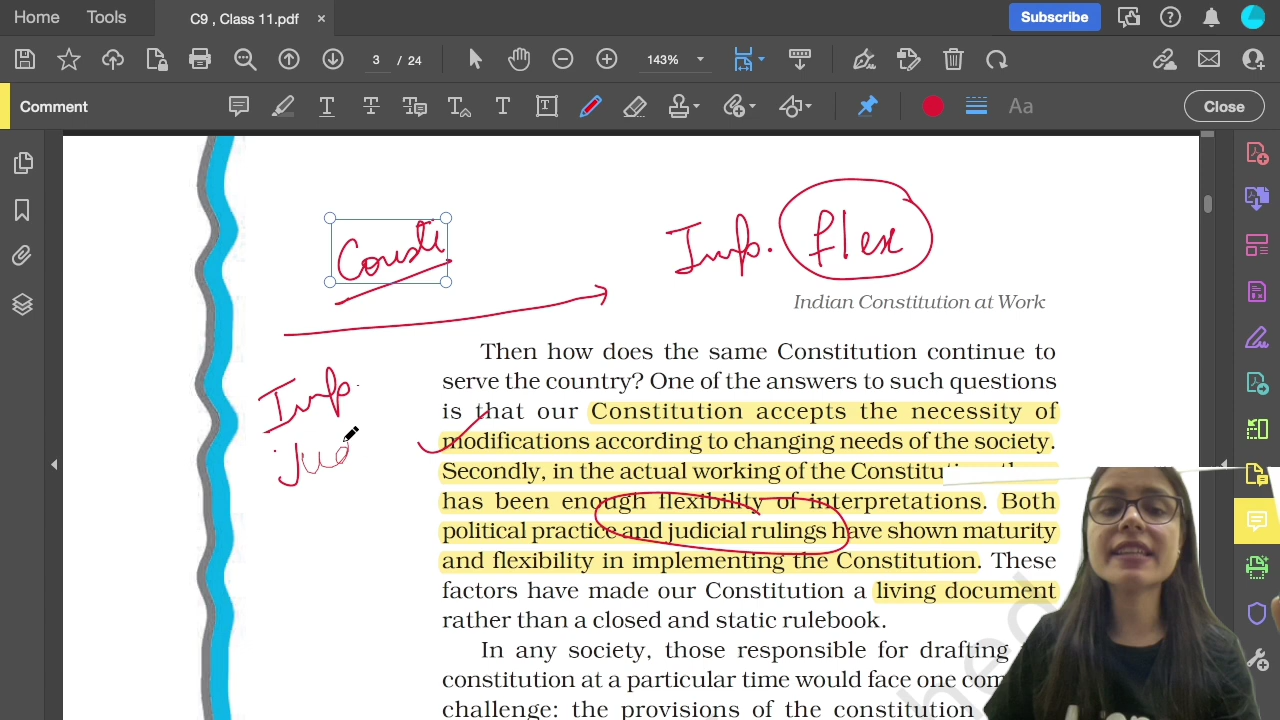 Home Tools C9 , Class 11.pdf × Subscribe
3 / 24 143%
Comment Aa Close
Consti Imp. flex
Indian Constitution at Work
Then how does the same Constitution continue to
serve the country? One of the answers to such questions
Imp.
is that our Constitution accepts the necessity of
modifications according to changing needs of the society.
Jud
Secondly, in the actual working of the
has been enough flexibility of interpretations. Both
political practice and judicial rulings have shown maturity
and flexibility in implementing the Constitution. These
factors have made our Constitution a living document
rather than a closed and static rulebook.
In any society, those responsible for drafting
constitution at a particular time would face one
challenge: the provisions of the constitution